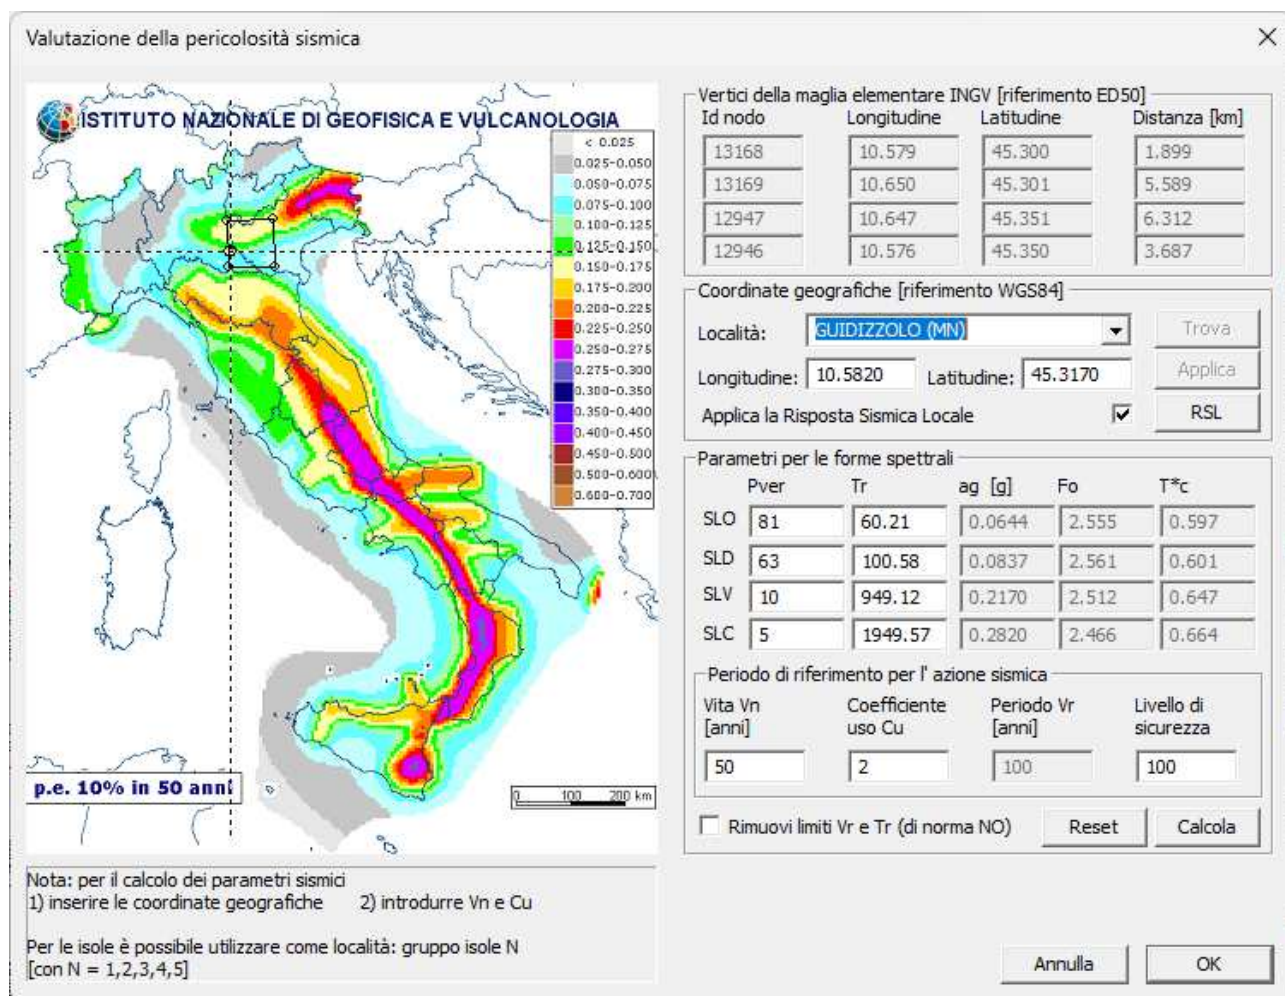 Valutazione della pericolosità sismica
ISTITUTO NAZIONALE DI GEOFISICA E VULCANOLOGIA
< 0.025
0.025-0.050
0.050-0.075
0.075-0.100
0.100-0.125
0.125-0.150
0.150-0.175
0.175-0.200
0.200-0.225
0.225-0.250
0.250-0.275
0.275-0.300
0.300-0.350
0.350-0.400
0.400-0.450
0.450-0.500
0.500-0.600
0.600-0.700
p.e. 10% in 50 anni
0 100 200 km
Nota: per il calcolo dei parametri sismici
1) inserire le coordinate geografiche 2) introdurre Vn e Cu
Per le isole è possibile utilizzare come località: gruppo isole N
[con N = 1,2,3,4,5]
Vertici della maglia elementare INGV [riferimento ED50]
Id nodo Longitudine Latitudine Distanza [km]
13168 10.579 45.300 1.899
13169 10.650 45.301 5.589
12947 10.647 45.351 6.312
12946 10.576 45.350 3.687
Coordinate geografiche [riferimento WGS84]
Località: GUIDIZZOLO (MN) Trova
Longitudine: 10.5820 Latitudine: 45.3170 Applica
Applica la Risposta Sismica Locale RSL
Parametri per le forme spettrali
Pver Tr ag [g] Fo T*c
SLO 81 60.21 0.0644 2.555 0.597
SLD 63 100.58 0.0837 2.561 0.601
SLV 10 949.12 0.2170 2.512 0.647
SLC 5 1949.57 0.2820 2.466 0.664
Periodo di riferimento per l' azione sismica
Vita Vn Coefficiente Periodo Vr Livello di
[anni] uso Cu [anni] sicurezza
50 2 100 100
Rimuovi limiti Vr e Tr (di norma NO) Reset Calcola
Annulla OK